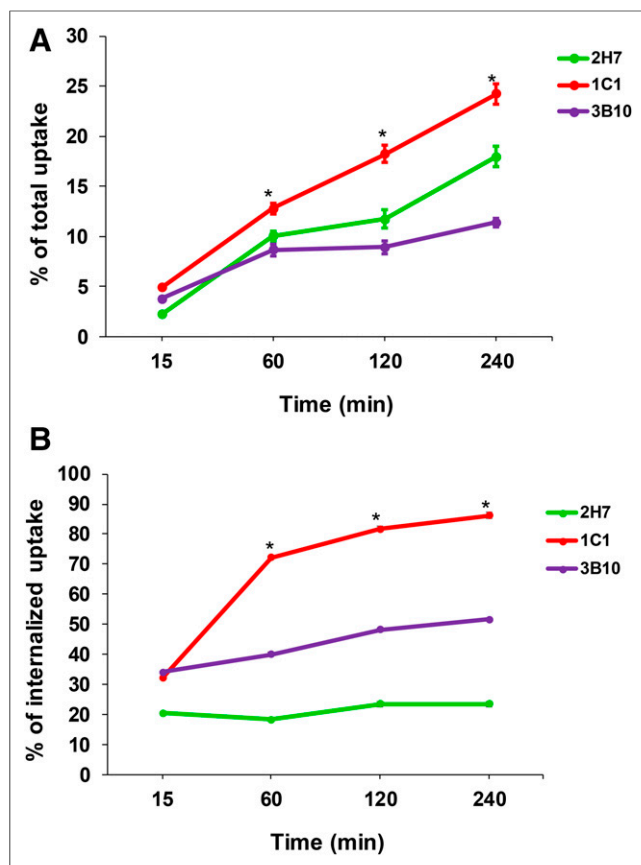 A
30
25
20
15
10
5
0
% of total uptake
*
*
*
2H7
1C1
3B10
15 60 120 240
Time (min)
B
100
90
80
70
60
50
40
30
20
10
0
% of internalized uptake
*
*
*
2H7
1C1
3B10
15 60 120 240
Time (min)